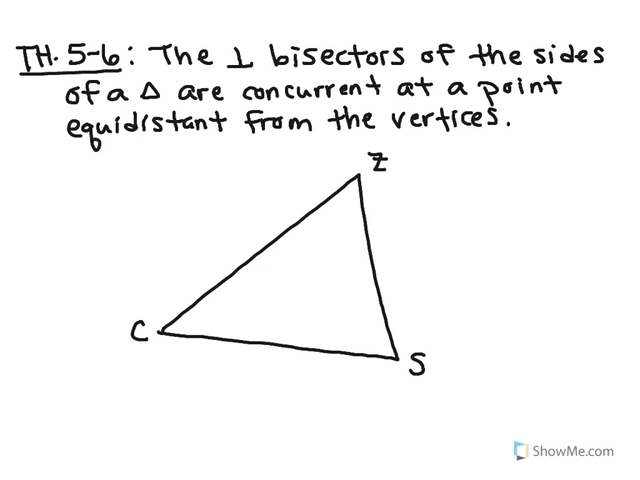 TH. 5-6: The ⊥ bisectors of the sides
of a Δ are concurrent at a point
equidistant from the vertices.
Z
C
S
ShowMe.com